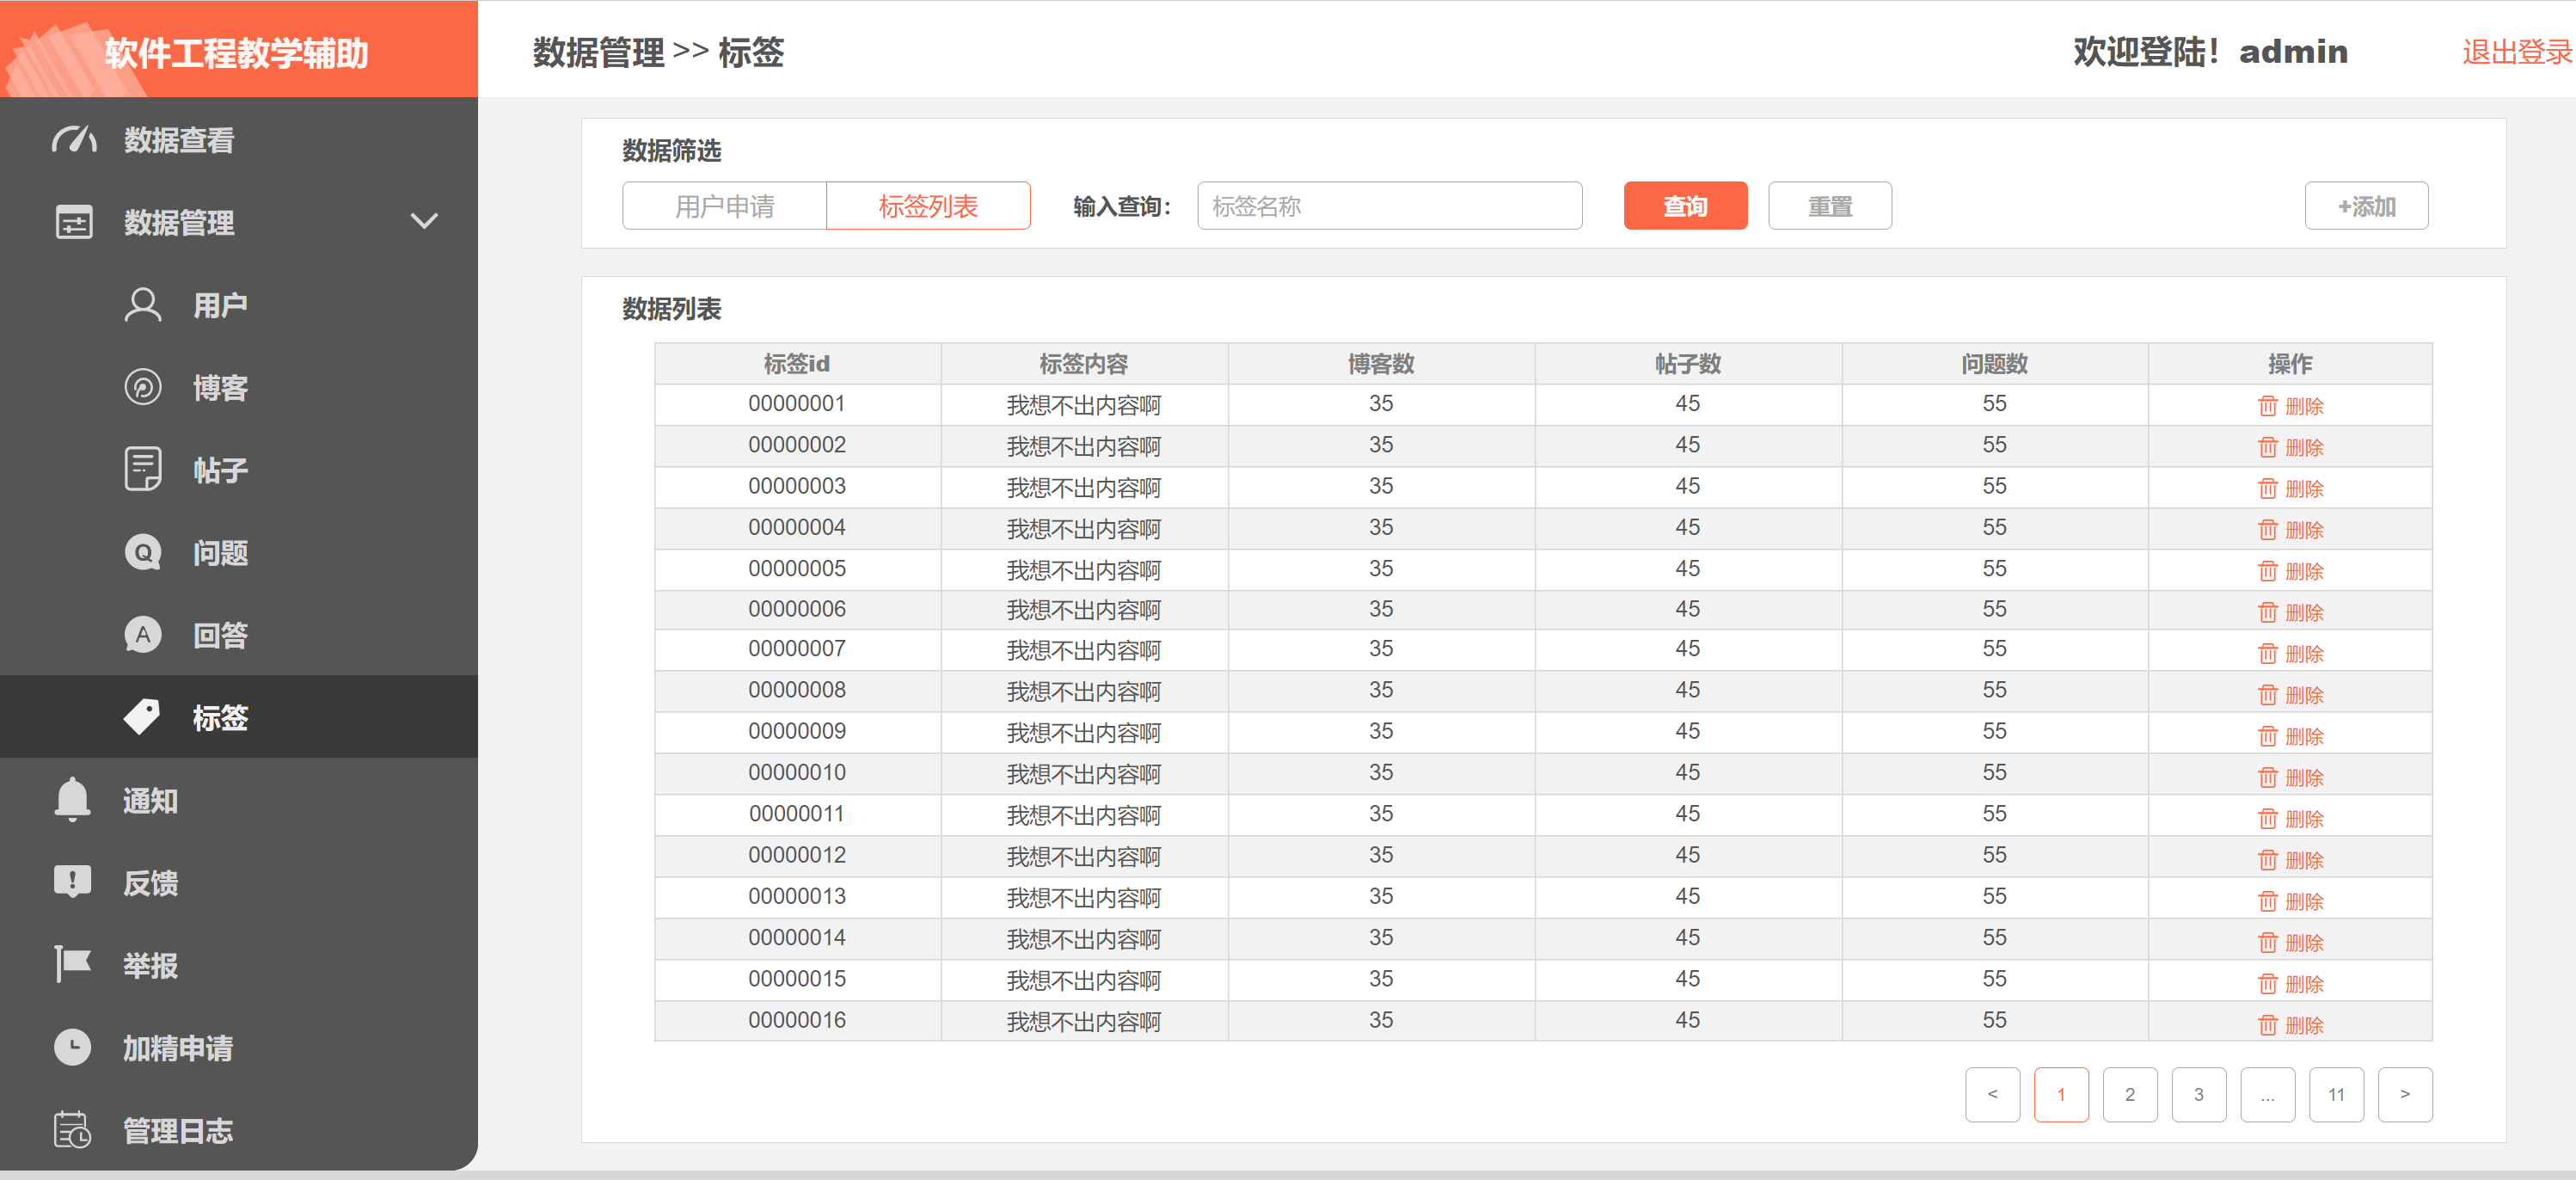 软件工程教学辅助
数据管理 >> 标签
欢迎登陆！admin
退出登录
数据查看
数据管理
用户
博客
帖子
Q 问题
A 回答
标签
通知
反馈
举报
加精申请
管理日志
数据筛选
用户申请 标签列表 输入查询： 标签名称 查询 重置 +添加
数据列表
标签id 标签内容 博客数 帖子数 问题数 操作
00000001 我想不出内容啊 35 45 55 删除
00000002 我想不出内容啊 35 45 55 删除
00000003 我想不出内容啊 35 45 55 删除
00000004 我想不出内容啊 35 45 55 删除
00000005 我想不出内容啊 35 45 55 删除
00000006 我想不出内容啊 35 45 55 删除
00000007 我想不出内容啊 35 45 55 删除
00000008 我想不出内容啊 35 45 55 删除
00000009 我想不出内容啊 35 45 55 删除
00000010 我想不出内容啊 35 45 55 删除
00000011 我想不出内容啊 35 45 55 删除
00000012 我想不出内容啊 35 45 55 删除
00000013 我想不出内容啊 35 45 55 删除
00000014 我想不出内容啊 35 45 55 删除
00000015 我想不出内容啊 35 45 55 删除
00000016 我想不出内容啊 35 45 55 删除
< 1 2 3 ... 11 >